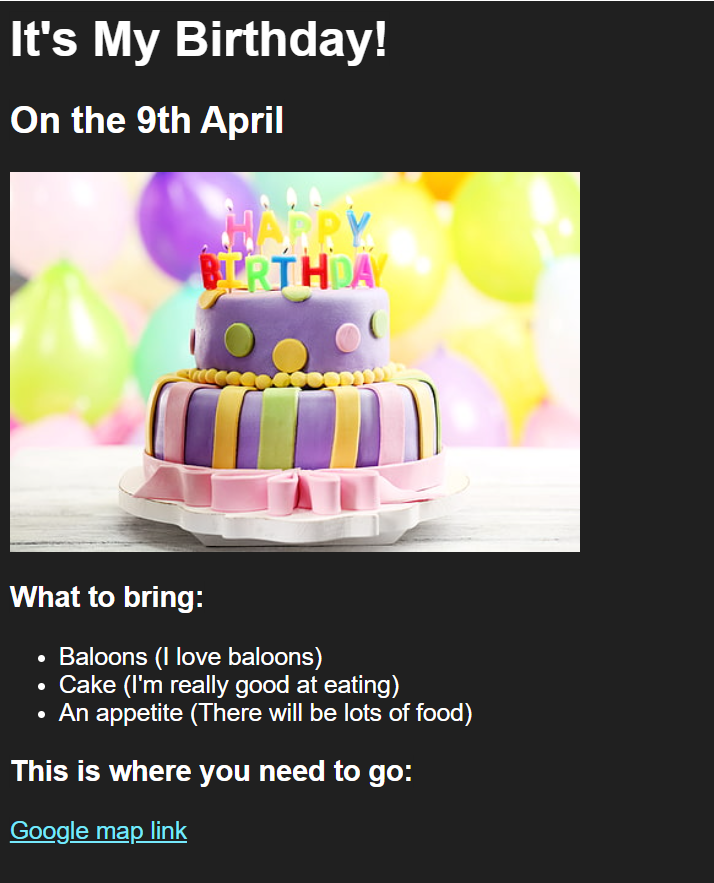 It's My Birthday!
On the 9th April
HAPPY
BIRTHDAY
What to bring:
Baloons (I love baloons)
Cake (I'm really good at eating)
An appetite (There will be lots of food)
This is where you need to go:
Google map link